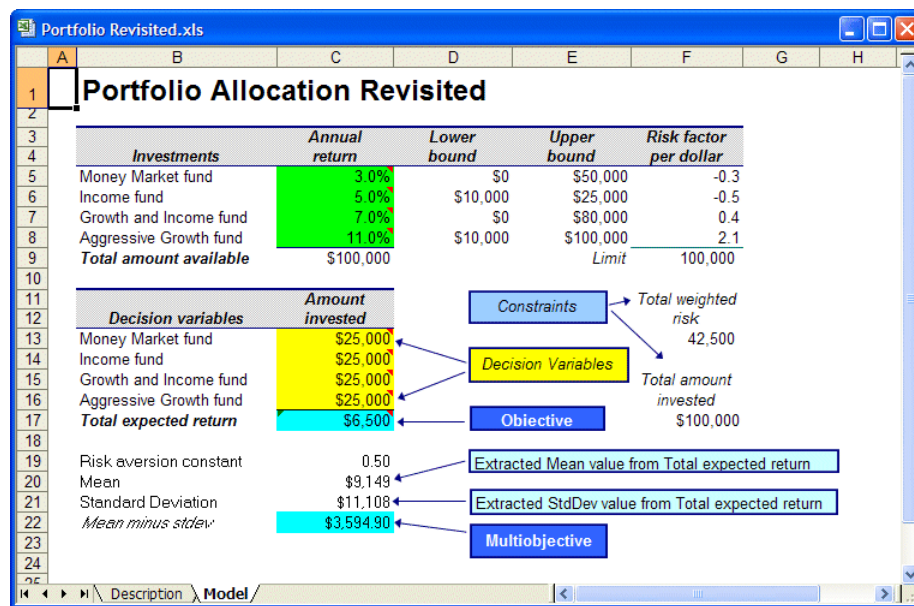 Portfolio Revisited.xls
A B C D E F G H
1 Portfolio Allocation Revisited
2
3 Annual Lower Upper Risk factor
4 Investments return bound bound per dollar
5 Money Market fund 3.0% $0 $50,000 -0.3
6 Income fund 5.0% $10,000 $25,000 -0.5
7 Growth and Income fund 7.0% $0 $80,000 0.4
8 Aggressive Growth fund 11.0% $10,000 $100,000 2.1
9 Total amount available $100,000 Limit 100,000
10
11 Amount Constraints Total weighted
12 Decision variables invested risk
13 Money Market fund $25,000 42,500
14 Income fund $25,000 Decision Variables
15 Growth and Income fund $25,000 Total amount
16 Aggressive Growth fund $25,000 invested
17 Total expected return $6,500 Objective $100,000
18
19 Risk aversion constant 0.50 Extracted Mean value from Total expected return
20 Mean $9,149
21 Standard Deviation $11,108 Extracted StdDev value from Total expected return
22 Mean minus stdev $3,594.90
23 Multiobjective
24
25
Description Model